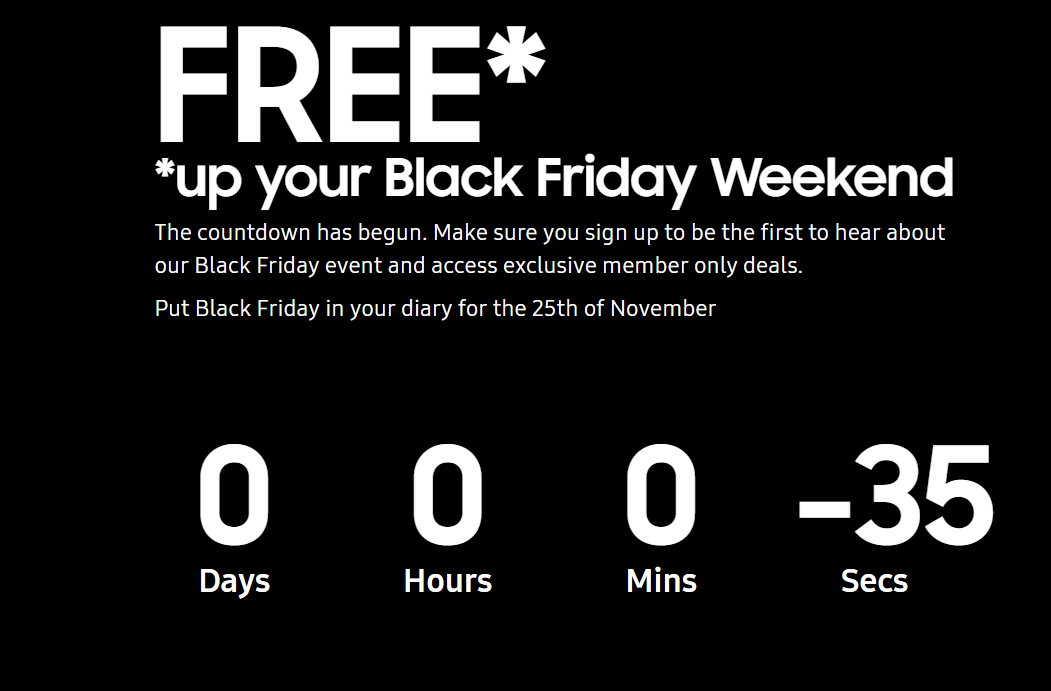 FREE*
*up your Black Friday Weekend
The countdown has begun. Make sure you sign up to be the first to hear about
our Black Friday event and access exclusive member only deals.
Put Black Friday in your diary for the 25th of November
0 0 0 -35
Days Hours Mins Secs